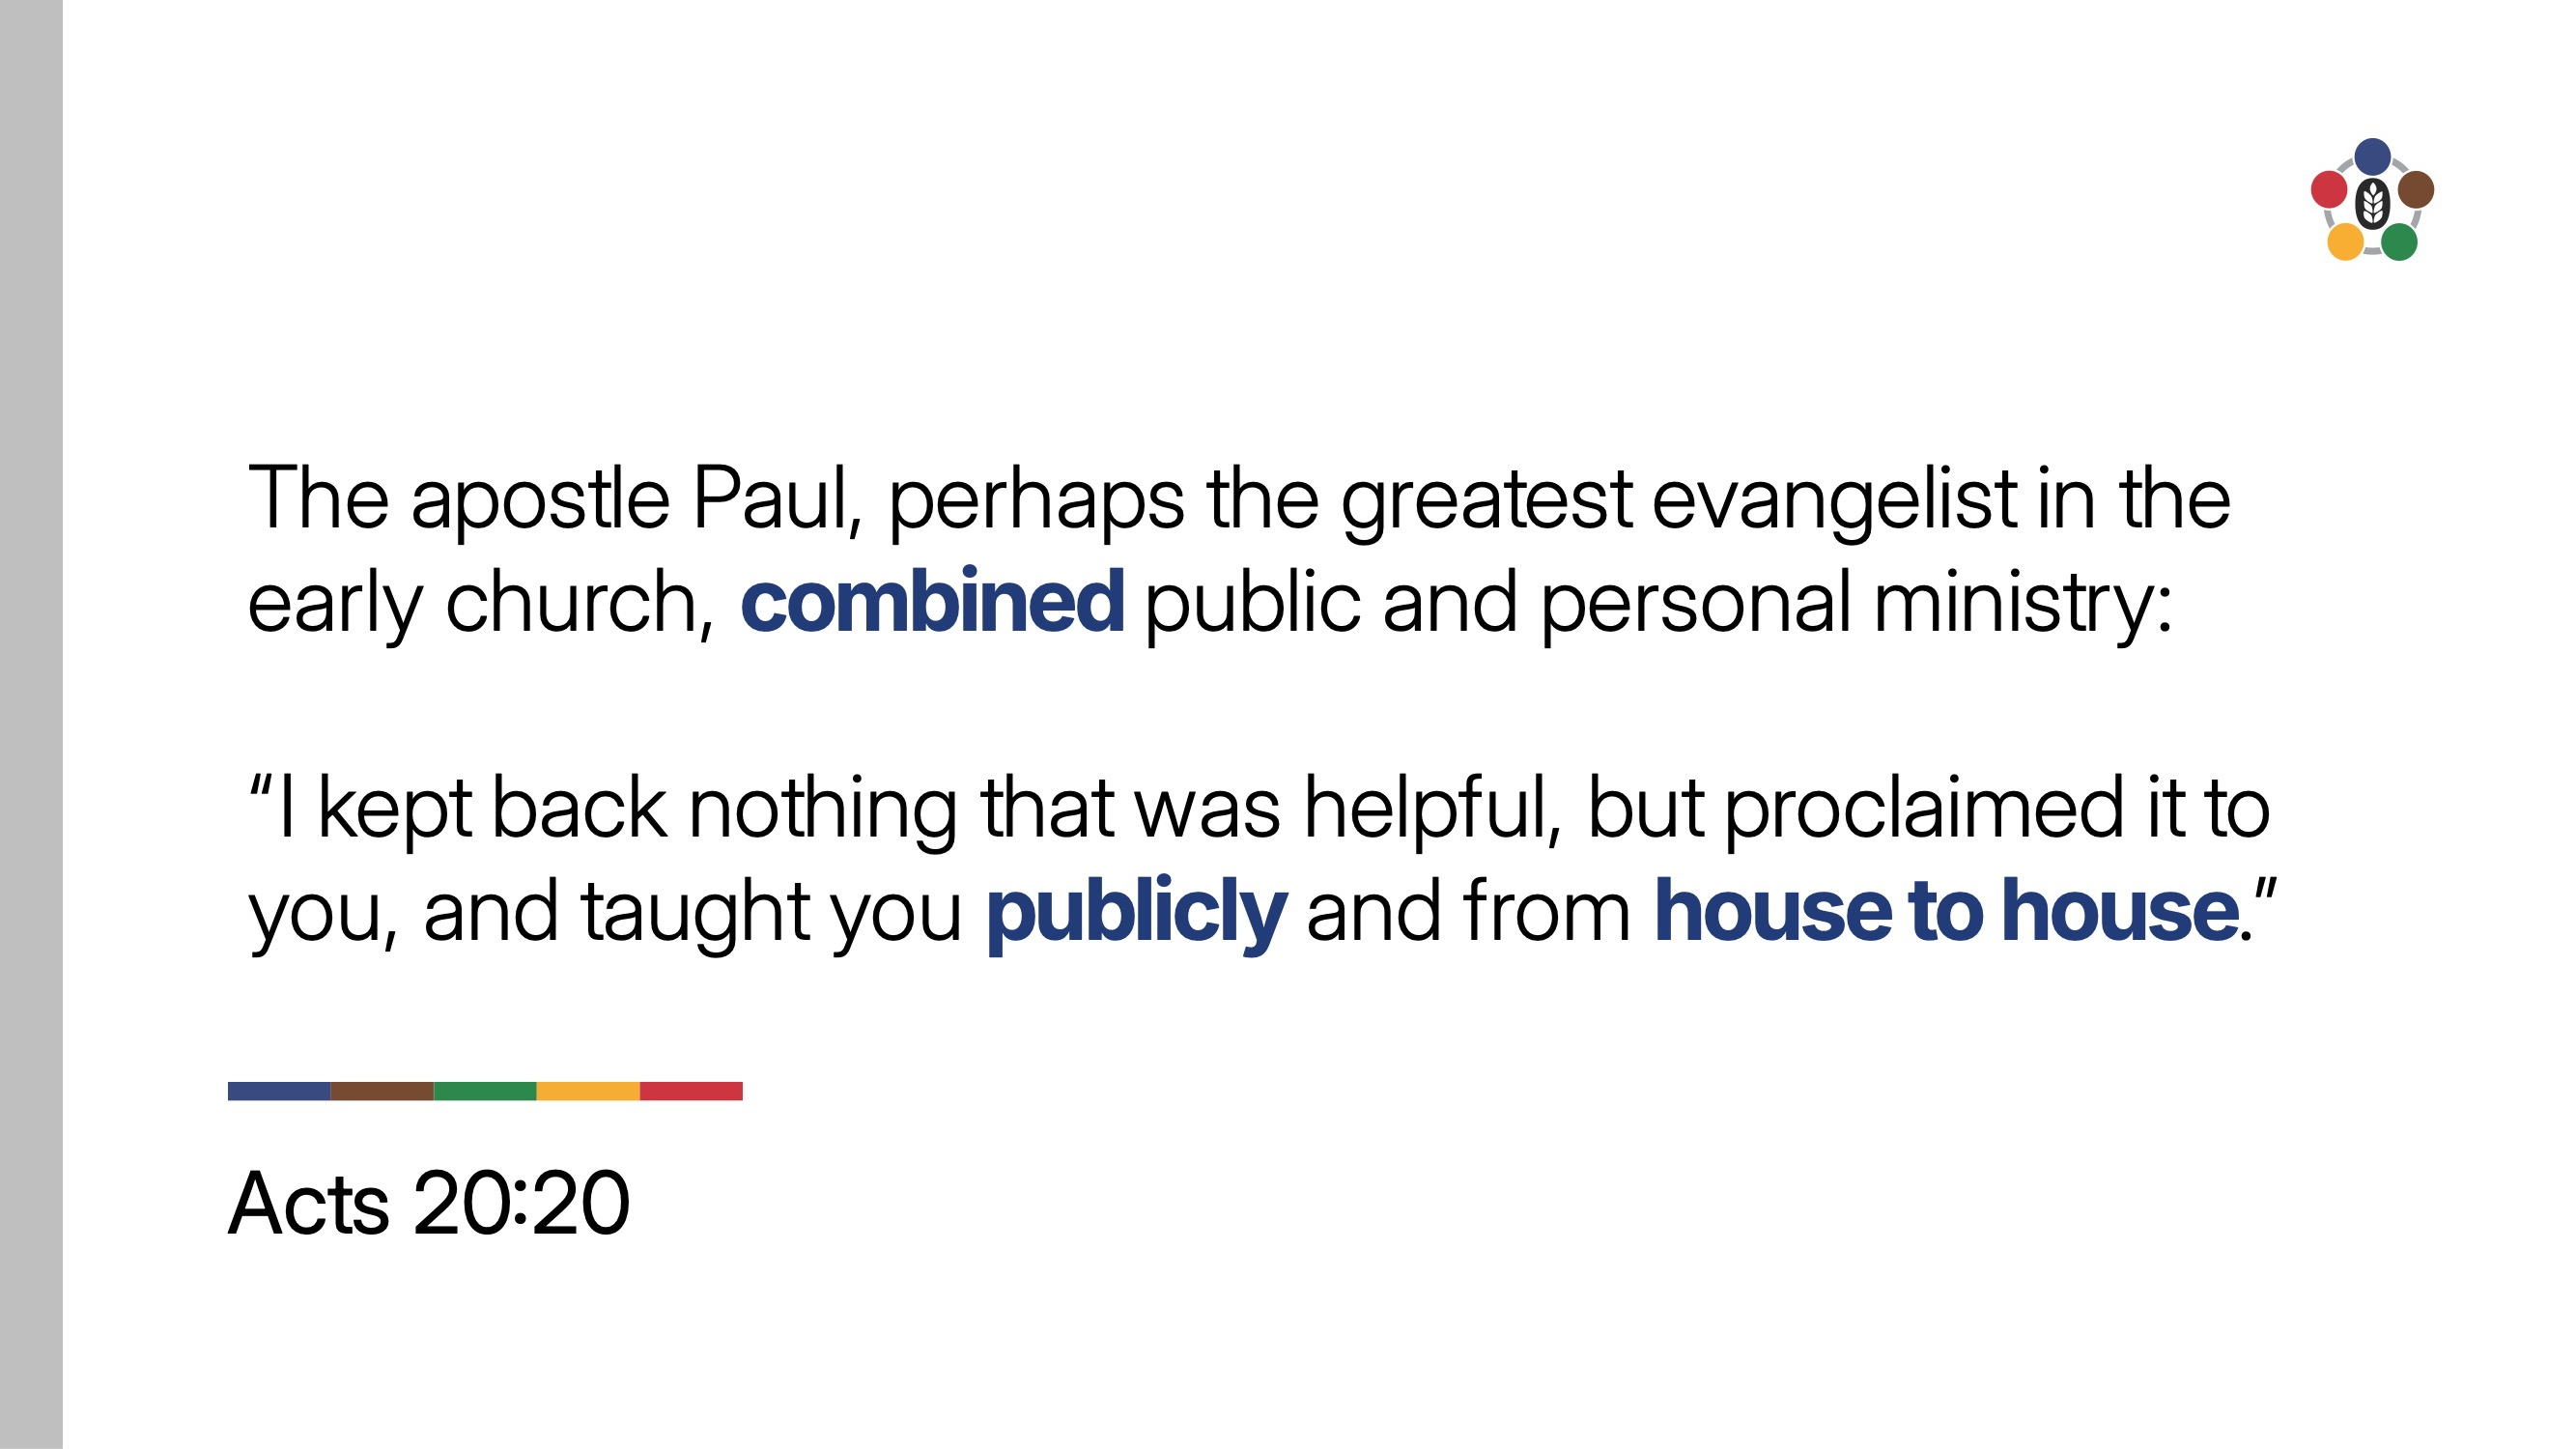 The apostle Paul, perhaps the greatest evangelist in the
early church, combined public and personal ministry:
“I kept back nothing that was helpful, but proclaimed it to
you, and taught you publicly and from house to house.”
Acts 20:20